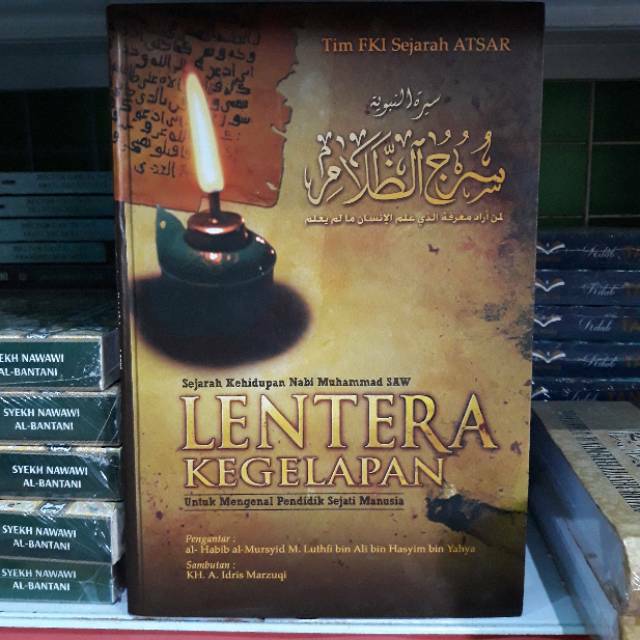 Tim FKI Sejarah ATSAR
سيرة النبوية
سُرُجُ الظَّلَامِ
لمن أراد معرفة الذي علم الإنسان ما لم يعلم
Sejarah Kehidupan Nabi Muhammad SAW
LENTERA
KEGELAPAN
Untuk Mengenal Pendidik Sejati Manusia
Pengantar :
al- Habib al-Mursyid M. Luthfi bin Ali bin Hasyim bin Yahya
Sambutan :
KH. A. Idris Marzuqi
EKH NAWAWI
AL-BANTANI
SYEKH NAWAWI
AL-BANTANI
SYEKH NAWAWI
AL-BANTANI
SYEKH NAWAWI
AL-BANTANI
SYEKH NAWAWI
AL-BANTANI